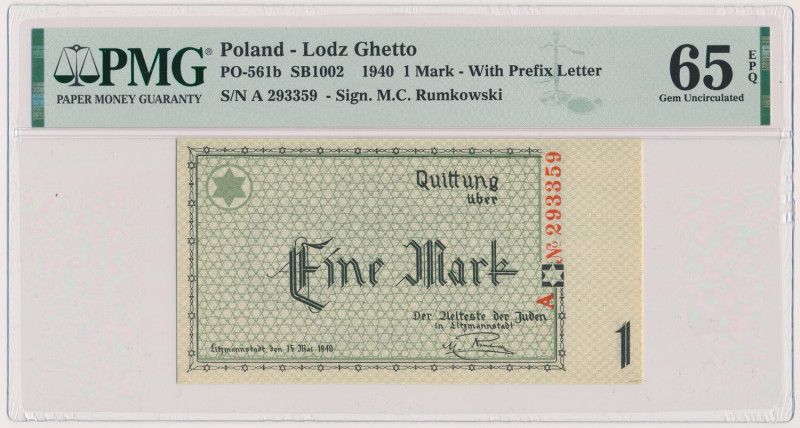 PMG®
PAPER MONEY GUARANTY
Poland - Lodz Ghetto
PO-561b SB1002 1940 1 Mark - With Prefix Letter
S/N A 293359 - Sign. M.C. Rumkowski
65
EPQ
Gem Uncirculated
Quittung
über
Eine Mark
Der Aelteste der Juden
in Litzmannstadt
Litzmannstadt den 15 Mai 1940
A
№ 293359
1